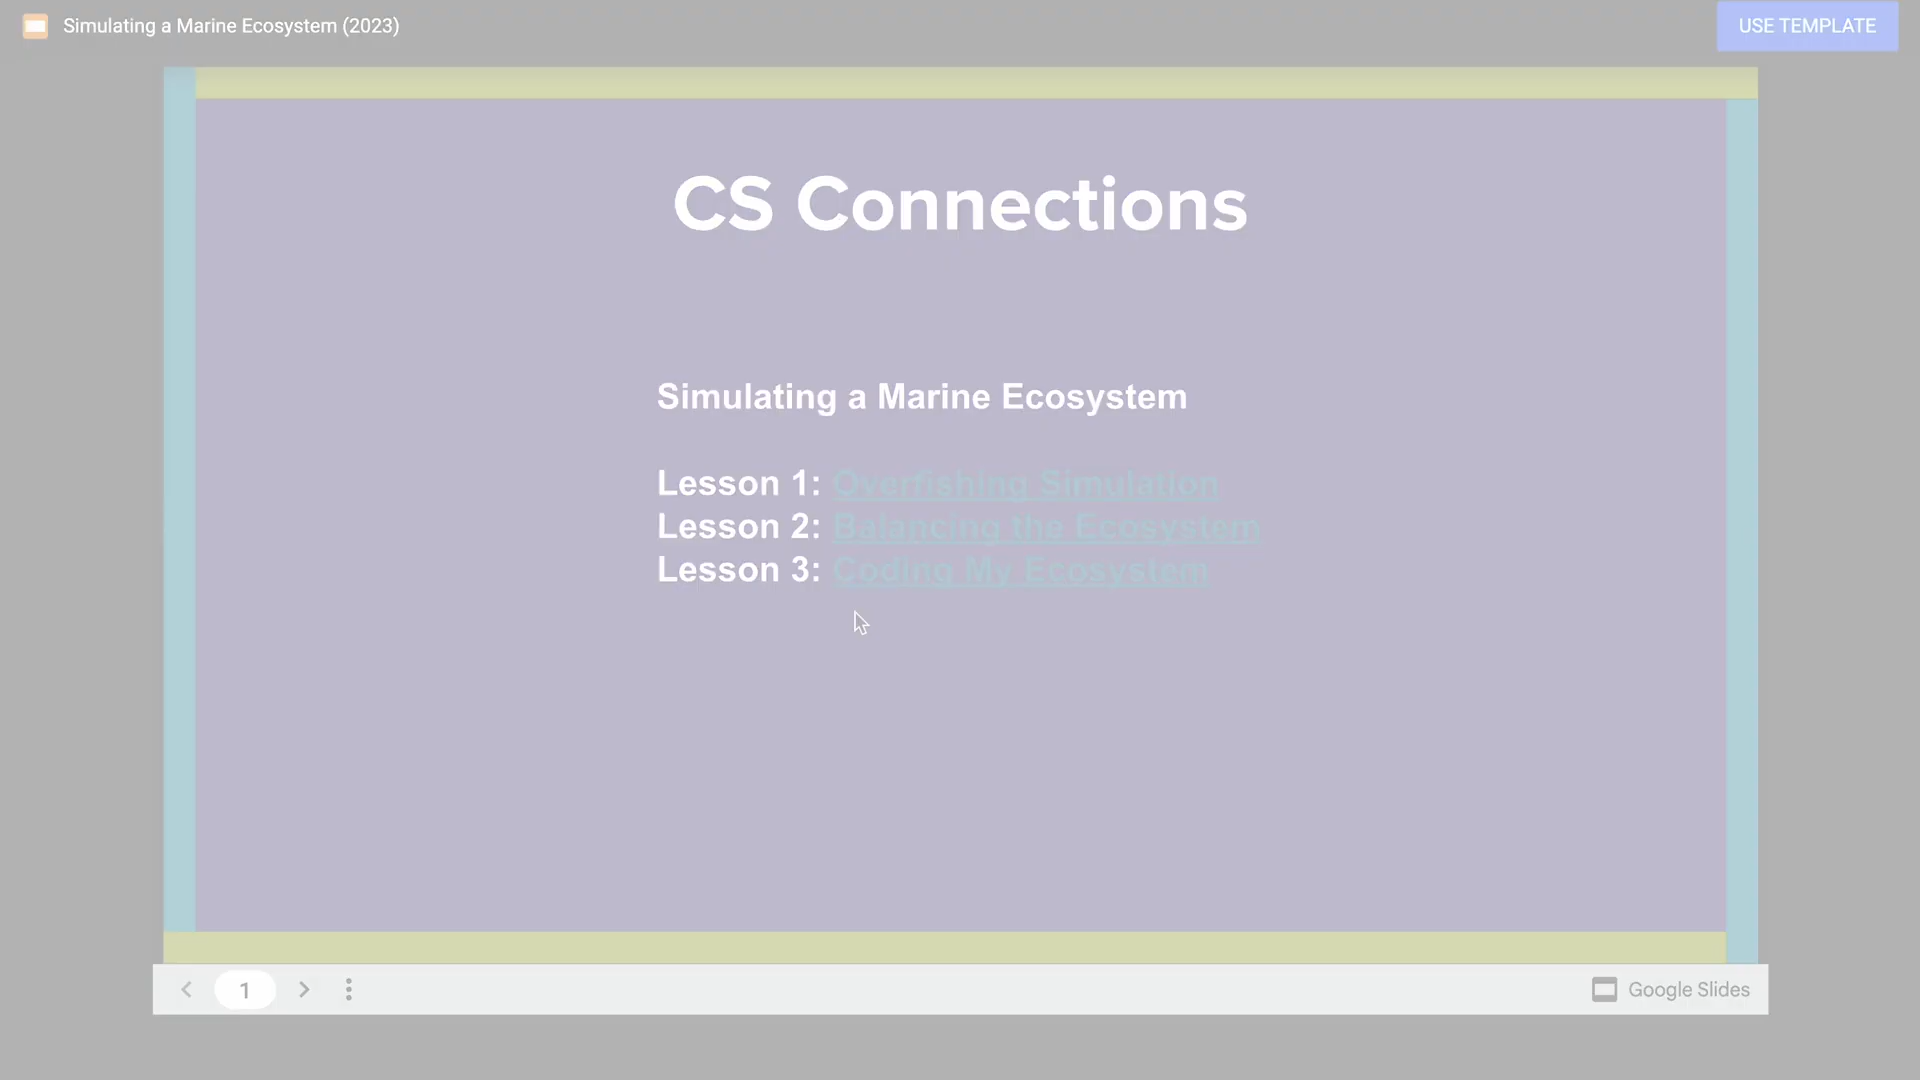 Simulating a Marine Ecosystem (2023)
USE TEMPLATE
CS Connections
Simulating a Marine Ecosystem
Lesson 1: Overfishing Simulation
Lesson 2: Balancing the Ecosystem
Lesson 3: Coding My Ecosystem
1
Google Slides